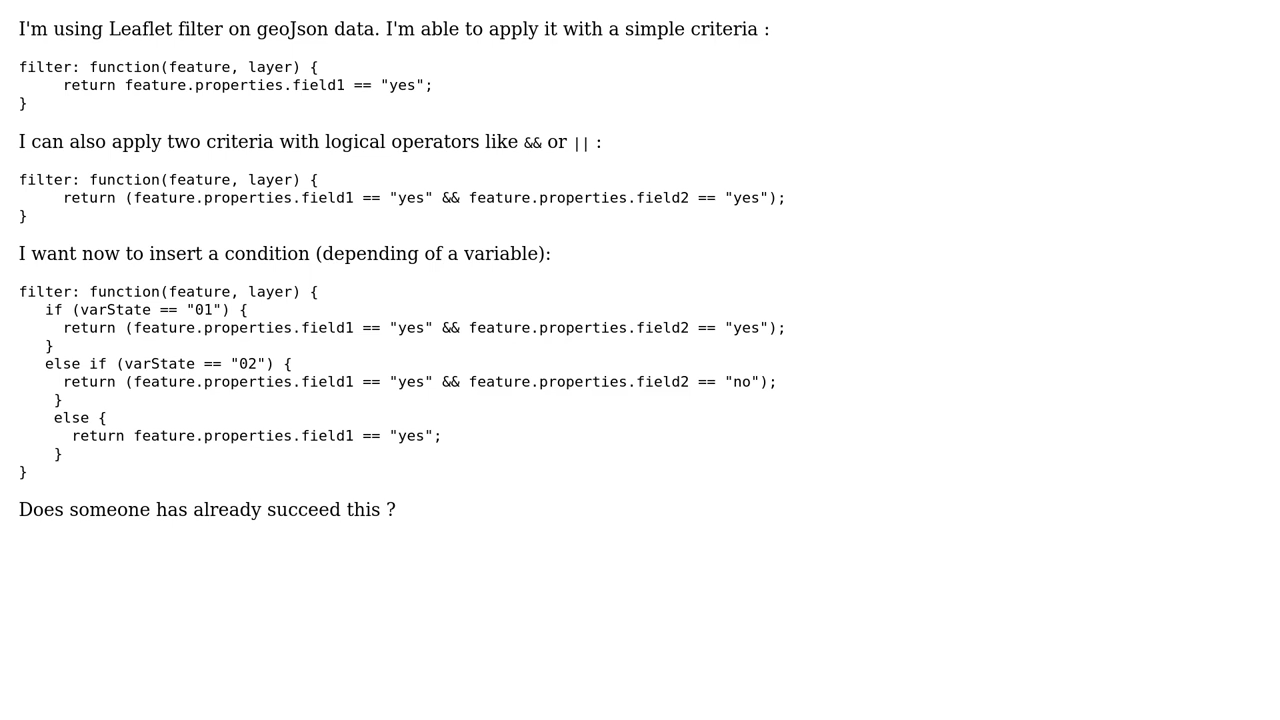 I'm using Leaflet filter on geoJson data. I'm able to apply it with a simple criteria :
filter: function(feature, layer) {
     return feature.properties.field1 == "yes";
}
I can also apply two criteria with logical operators like && or || :
filter: function(feature, layer) {
     return (feature.properties.field1 == "yes" && feature.properties.field2 == "yes");
}
I want now to insert a condition (depending of a variable):
filter: function(feature, layer) {
   if (varState == "01") {
     return (feature.properties.field1 == "yes" && feature.properties.field2 == "yes");
   }
   else if (varState == "02") {
     return (feature.properties.field1 == "yes" && feature.properties.field2 == "no");
    }
    else {
      return feature.properties.field1 == "yes";
    }
}
Does someone has already succeed this ?